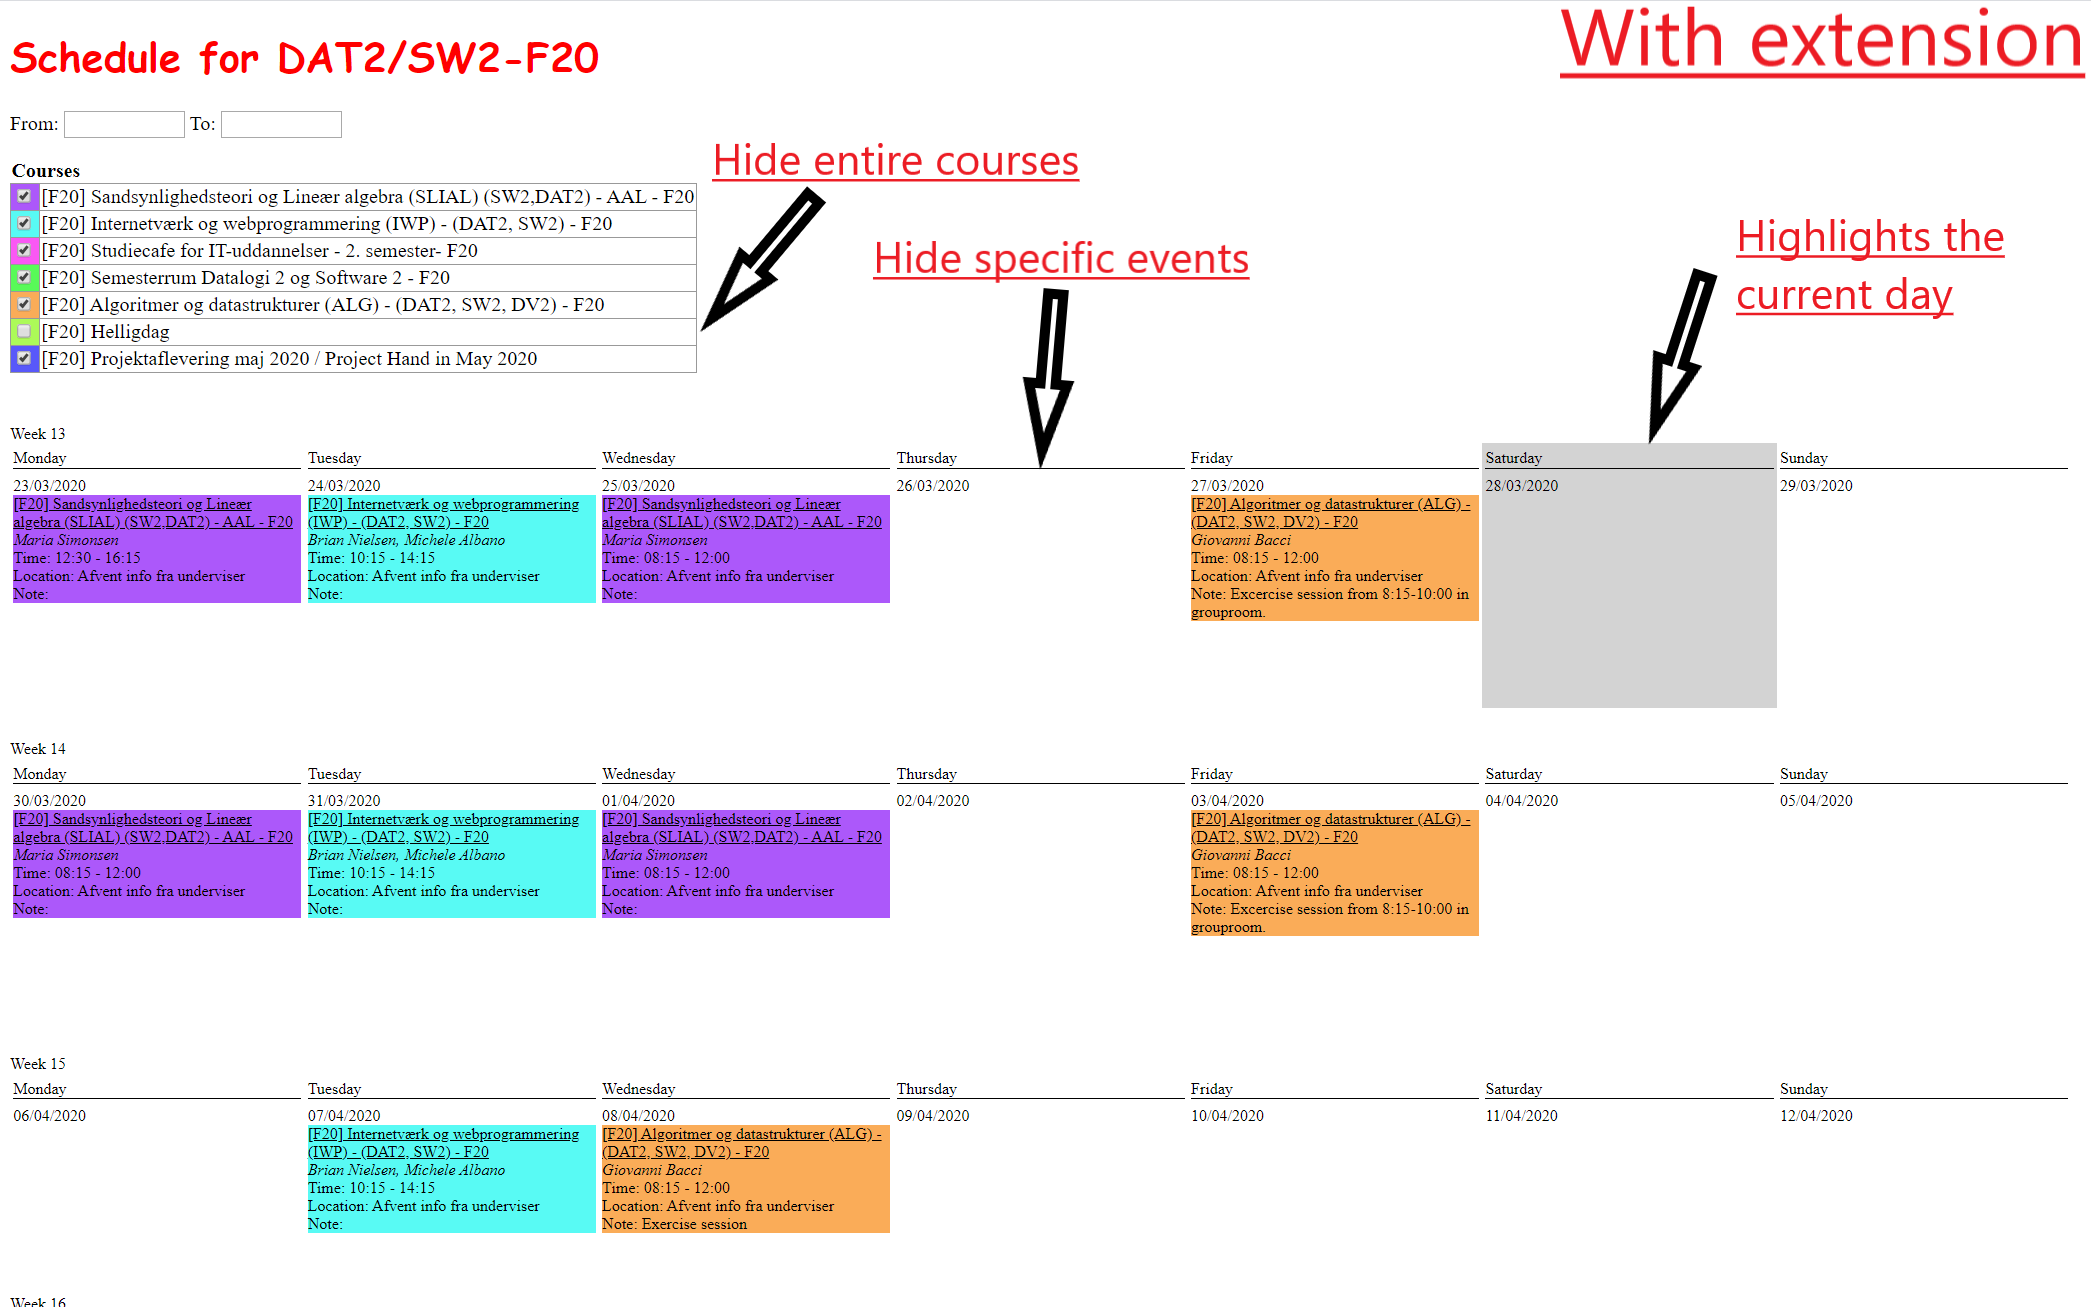 With extension
Schedule for DAT2/SW2-F20
From: To:
Hide entire courses
Courses
[F20] Sandsynlighedsteori og Lineær algebra (SLIAL) (SW2,DAT2) - AAL - F20
[F20] Internetværk og webprogrammering (IWP) - (DAT2, SW2) - F20
[F20] Studiecafe for IT-uddannelser - 2. semester- F20
[F20] Semesterrum Datalogi 2 og Software 2 - F20
[F20] Algoritmer og datastrukturer (ALG) - (DAT2, SW2, DV2) - F20
[F20] Helligdag
[F20] Projektaflevering maj 2020 / Project Hand in May 2020
Hide specific events
Highlights the
current day
Week 13
Monday
23/03/2020
[F20] Sandsynlighedsteori og Lineær
algebra (SLIAL) (SW2,DAT2) - AAL - F20
Maria Simonsen
Time: 12:30 - 16:15
Location: Afvent info fra underviser
Note:
Tuesday
24/03/2020
[F20] Internetværk og webprogrammering
(IWP) - (DAT2, SW2) - F20
Brian Nielsen, Michele Albano
Time: 10:15 - 14:15
Location: Afvent info fra underviser
Note:
Wednesday
25/03/2020
[F20] Sandsynlighedsteori og Lineær
algebra (SLIAL) (SW2,DAT2) - AAL - F20
Maria Simonsen
Time: 08:15 - 12:00
Location: Afvent info fra underviser
Note:
Thursday
26/03/2020
Friday
27/03/2020
[F20] Algoritmer og datastrukturer (ALG) -
(DAT2, SW2, DV2) - F20
Giovanni Bacci
Time: 08:15 - 12:00
Location: Afvent info fra underviser
Note: Excercise session from 8:15-10:00 in
grouproom.
Saturday
28/03/2020
Sunday
29/03/2020
Week 14
Monday
30/03/2020
[F20] Sandsynlighedsteori og Lineær
algebra (SLIAL) (SW2,DAT2) - AAL - F20
Maria Simonsen
Time: 08:15 - 12:00
Location: Afvent info fra underviser
Note:
Tuesday
31/03/2020
[F20] Internetværk og webprogrammering
(IWP) - (DAT2, SW2) - F20
Brian Nielsen, Michele Albano
Time: 10:15 - 14:15
Location: Afvent info fra underviser
Note:
Wednesday
01/04/2020
[F20] Sandsynlighedsteori og Lineær
algebra (SLIAL) (SW2,DAT2) - AAL - F20
Maria Simonsen
Time: 08:15 - 12:00
Location: Afvent info fra underviser
Note:
Thursday
02/04/2020
Friday
03/04/2020
[F20] Algoritmer og datastrukturer (ALG) -
(DAT2, SW2, DV2) - F20
Giovanni Bacci
Time: 08:15 - 12:00
Location: Afvent info fra underviser
Note: Excercise session from 8:15-10:00 in
grouproom.
Saturday
04/04/2020
Sunday
05/04/2020
Week 15
Monday
06/04/2020
Tuesday
07/04/2020
[F20] Internetværk og webprogrammering
(IWP) - (DAT2, SW2) - F20
Brian Nielsen, Michele Albano
Time: 10:15 - 14:15
Location: Afvent info fra underviser
Note:
Wednesday
08/04/2020
[F20] Algoritmer og datastrukturer (ALG) -
(DAT2, SW2, DV2) - F20
Giovanni Bacci
Time: 08:15 - 12:00
Location: Afvent info fra underviser
Note: Exercise session
Thursday
09/04/2020
Friday
10/04/2020
Saturday
11/04/2020
Sunday
12/04/2020
Week 16